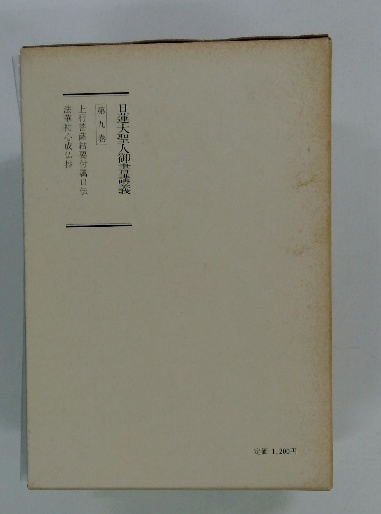 日蓮大聖人御書講義
第九巻
上行菩薩結要付属口伝
法華初心成仏抄
定価 1,200円